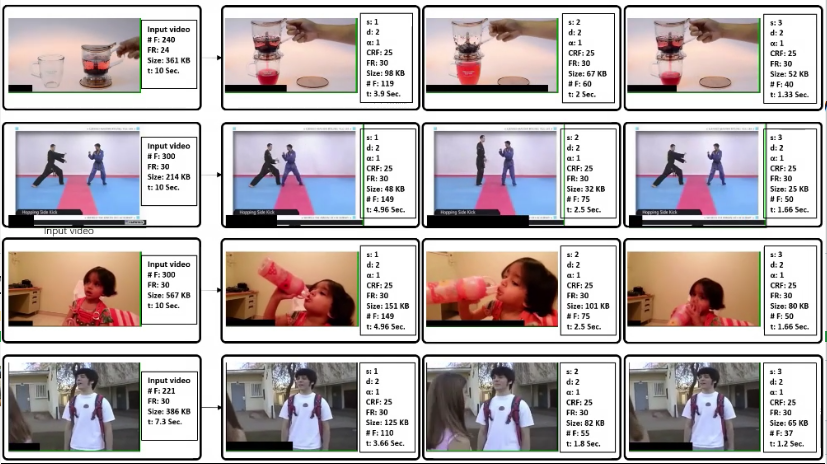 Input video
# F: 240
FR: 24
Size: 361 KB
t: 10 Sec.
s: 1
d: 2
α: 1
CRF: 25
FR: 30
Size: 98 KB
# F: 119
t: 3.9 Sec.
s: 2
d: 2
α: 1
CRF: 25
FR: 30
Size: 67 KB
# F: 60
t: 2 Sec.
s: 3
d: 2
α: 1
CRF: 25
FR: 30
Size: 52 KB
# F: 40
t: 1.33 Sec.
Input video
# F: 300
FR: 30
Size: 214 KB
t: 10 Sec.
Hopping Side Kick
s: 1
d: 2
α: 1
CRF: 25
FR: 30
Size: 48 KB
# F: 149
t: 4.96 Sec.
Hopping Side Kick
s: 2
d: 2
α: 1
CRF: 25
FR: 30
Size: 32 KB
# F: 75
t: 2.5 Sec.
Hopping Side Kick
s: 3
d: 2
α: 1
CRF: 25
FR: 30
Size: 25 KB
# F: 50
t: 1.66 Sec.
Hopping Side Kick
Input video
Input video
# F: 300
FR: 30
Size: 567 KB
t: 10 Sec.
s: 1
d: 2
α: 1
CRF: 25
FR: 30
Size: 151 KB
# F: 149
t: 4.96 Sec.
s: 2
d: 2
α: 1
CRF: 25
FR: 30
Size: 101 KB
# F: 75
t: 2.5 Sec.
s: 3
d: 2
α: 1
CRF: 25
FR: 30
Size: 80 KB
# F: 50
t: 1.66 Sec.
Input video
# F: 221
FR: 30
Size: 386 KB
t: 7.3 Sec.
s: 1
d: 2
α: 1
CRF: 25
FR: 30
Size: 125 KB
# F: 110
t: 3.66 Sec.
s: 2
d: 2
α: 1
CRF: 25
FR: 30
Size: 82 KB
# F: 55
t: 1.8 Sec.
s: 3
d: 2
α: 1
CRF: 25
FR: 30
Size: 65 KB
# F: 37
t: 1.2 Sec.